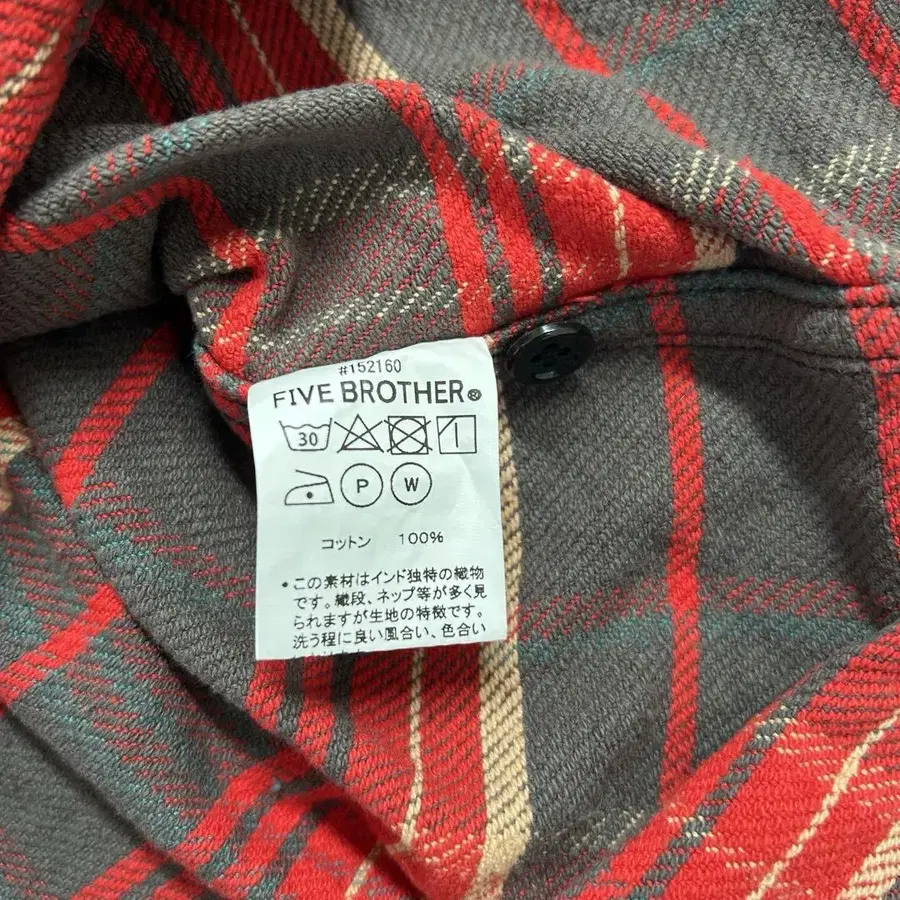 #152160
FIVE BROTHER®
30
P W
コットン 100%
・この素材はインド独特の織物
です。織段、ネップ等が多く見
られますが生地の特徴です。
洗う程に良い風合い、色合い